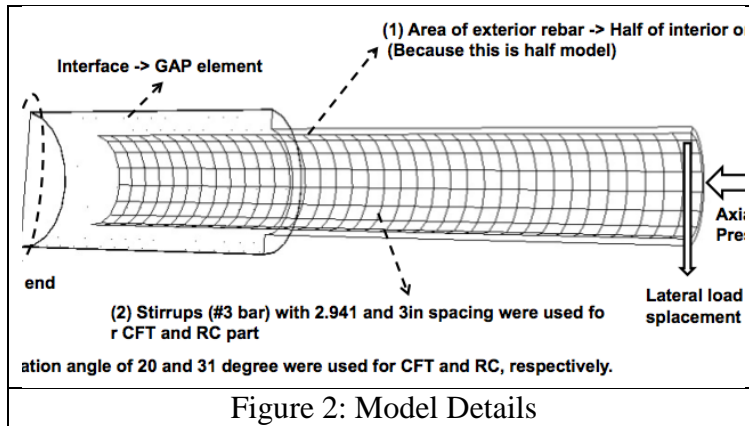 (1) Area of exterior rebar -> Half of interior o
(Because this is half model)
Interface -> GAP element
Axia
Pres
end
Lateral load
splacement
(2) Stirrups (#3 bar) with 2.941 and 3in spacing were used fo
r CFT and RC part
ation angle of 20 and 31 degree were used for CFT and RC, respectively.
Figure 2: Model Details